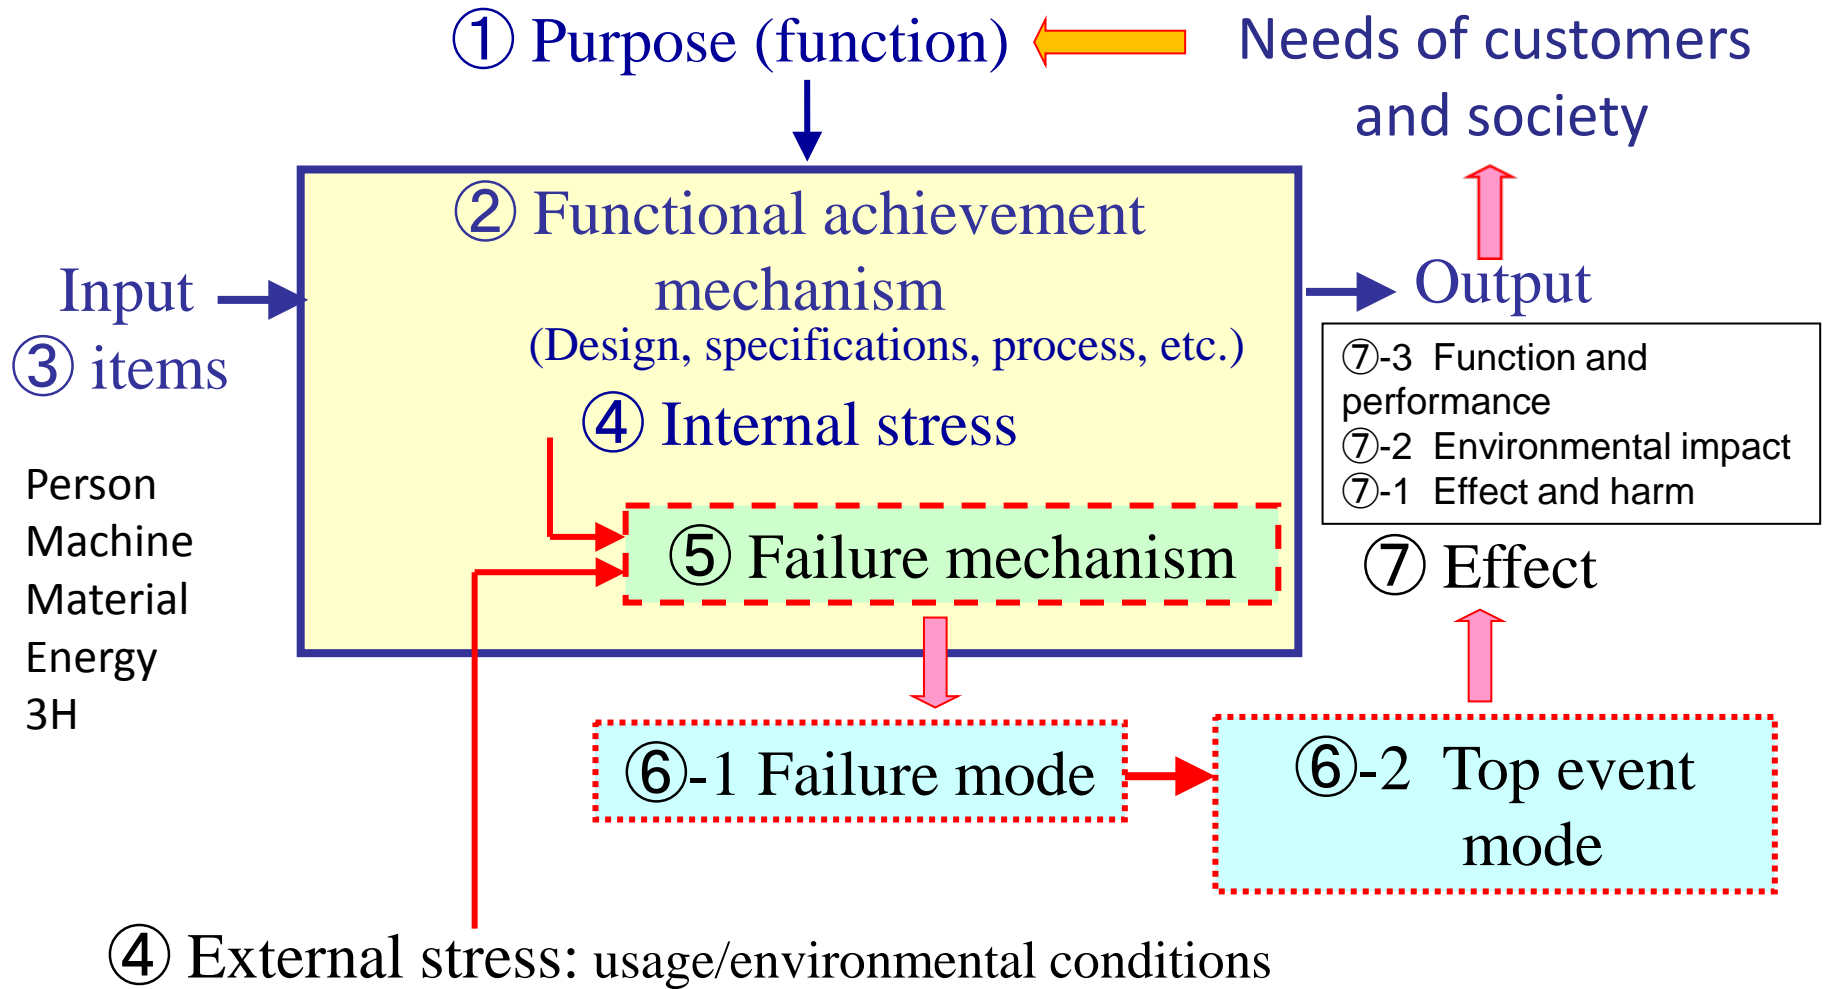 ① Purpose (function)
Needs of customers
and society
② Functional achievement
mechanism
(Design, specifications, process, etc.)
Input
③ items
Person
Machine
Material
Energy
3H
④ Internal stress
⑤ Failure mechanism
Output
⑦-3 Function and
performance
⑦-2 Environmental impact
⑦-1 Effect and harm
⑦ Effect
⑥-1 Failure mode
⑥-2 Top event
mode
④ External stress: usage/environmental conditions